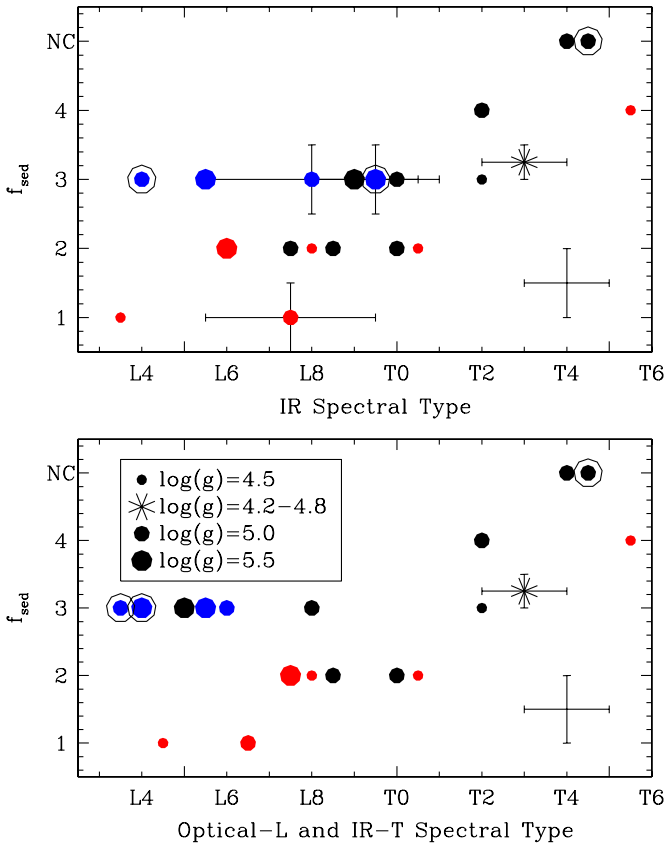 NC
4
3
2
1
f_sed
L4 L6 L8 T0 T2 T4 T6
IR Spectral Type
NC
4
3
2
1
f_sed
log(g)=4.5
log(g)=4.2-4.8
log(g)=5.0
log(g)=5.5
L4 L6 L8 T0 T2 T4 T6
Optical-L and IR-T Spectral Type